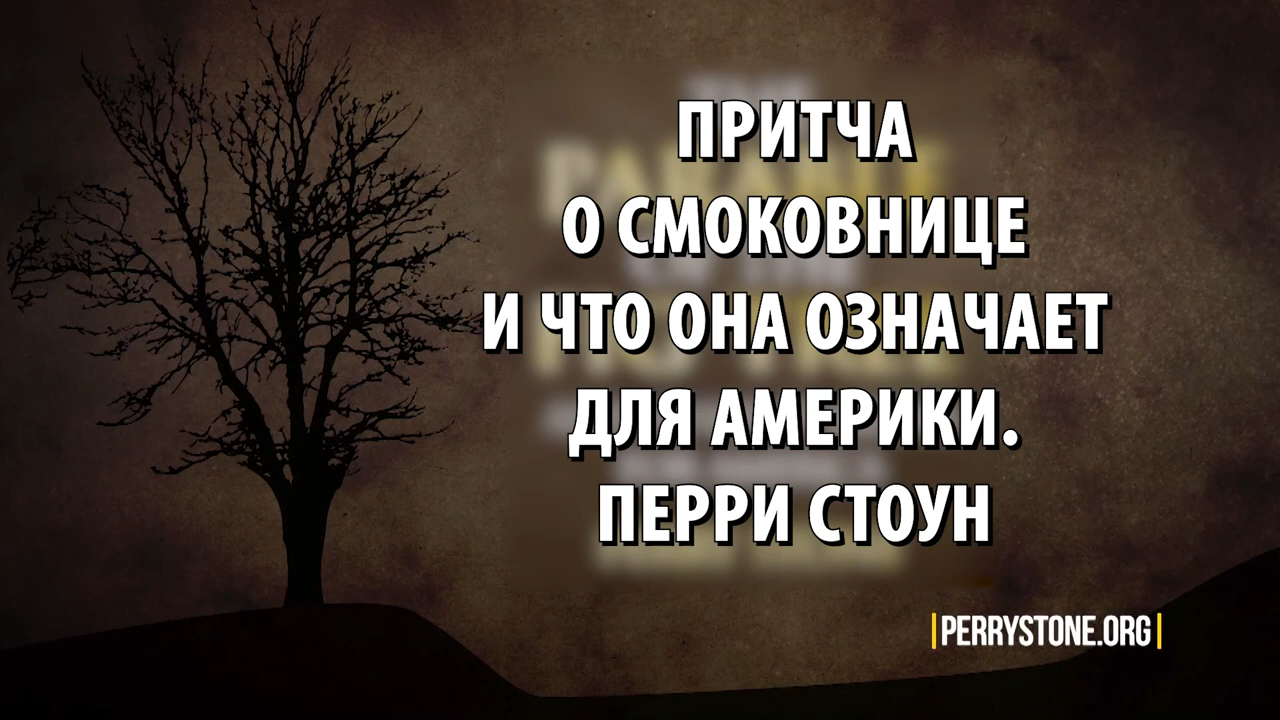 ПРИТЧА
О СМОКОВНИЦЕ
И ЧТО ОНА ОЗНАЧАЕТ
ДЛЯ АМЕРИКИ.
ПЕРРИ СТОУН
|PERRYSTONE.ORG|